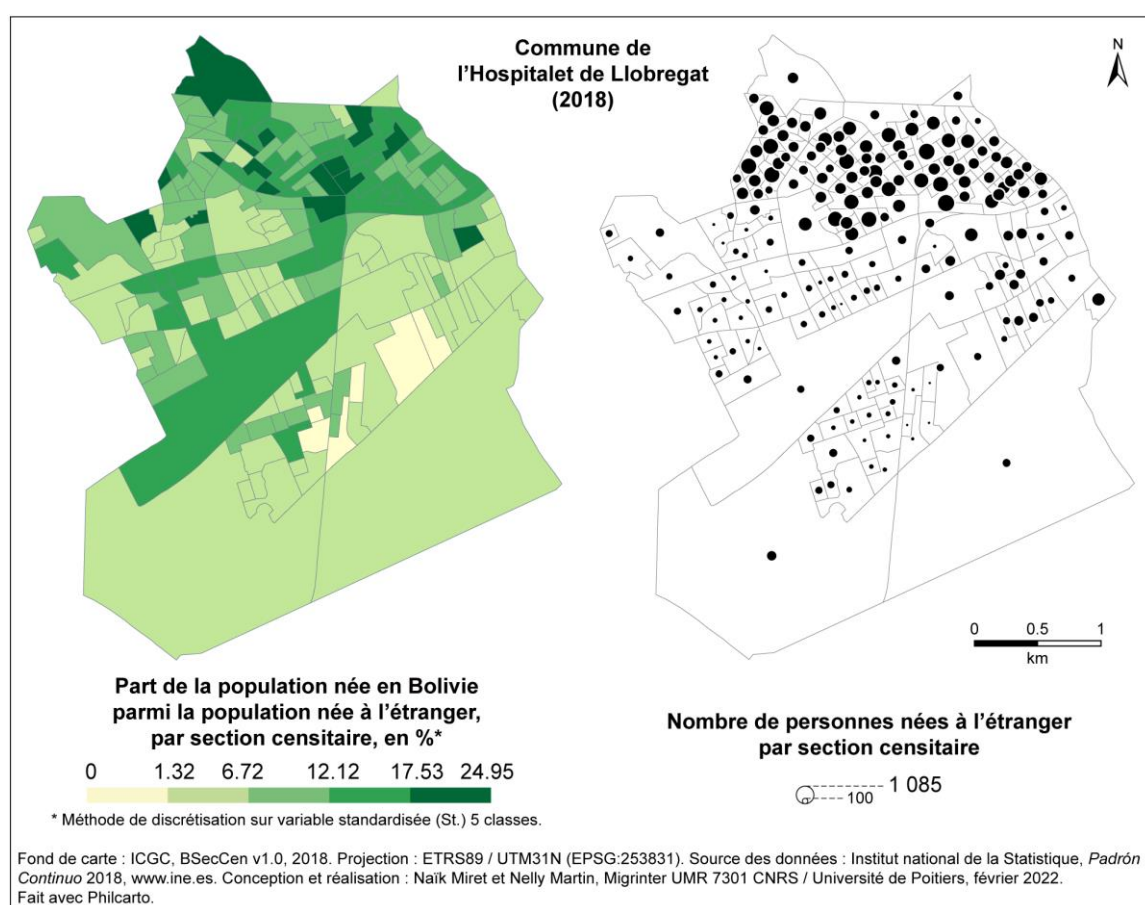 Commune de
l'Hospitalet de Llobregat
(2018)
N
0 0.5 1
km
Part de la population née en Bolivie
parmi la population née à l'étranger,
par section censitaire, en %*
0 1.32 6.72 12.12 17.53 24.95
* Méthode de discrétisation sur variable standardisée (St.) 5 classes.
Nombre de personnes nées à l'étranger
par section censitaire
1 085
100
Fond de carte : ICGC, BSecCen v1.0, 2018. Projection : ETRS89 / UTM31N (EPSG:253831). Source des données : Institut national de la Statistique, Padrón
Continuo 2018, www.ine.es. Conception et réalisation : Naïk Miret et Nelly Martin, Migrinter UMR 7301 CNRS / Université de Poitiers, février 2022.
Fait avec Philcarto.